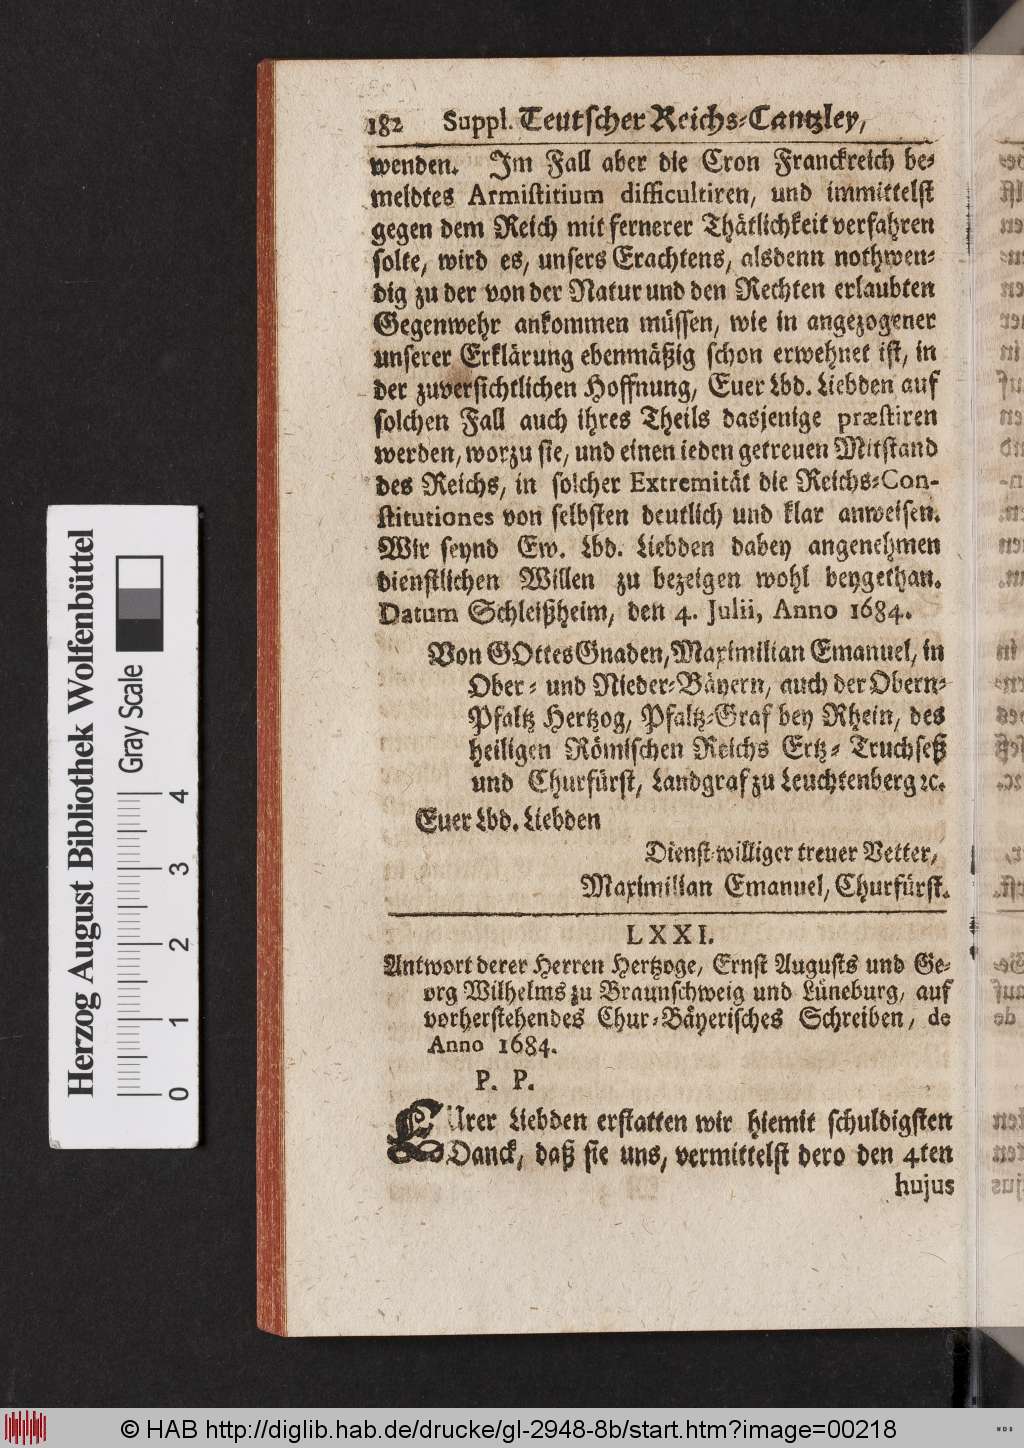 182 Suppl. Teutscher Reichs-Cantzley,
wenden. Im Fall aber die Cron Franckreich be-
meldtes Armistitium difficultiren, und immittelst
gegen dem Reich mit fernerer Thätlichkeit verfahren
solte, wird es, unsers Erachtens, alsdenn nothwen-
dig zu der von der Natur und den Rechten erlaubten
Gegenwehr ankommen müssen, wie in angezogener
unserer Erklärung ebenmäßig schon erwehnet ist, in
der zuversichtlichen Hoffnung, Euer Lbd. Liebden auf
solchen Fall auch ihres Theils dasjenige præstiren
werden, worzu sie, und einen ieden getreuen Mitstand
des Reichs, in solcher Extremität die Reichs-Con-
stitutiones von selbsten deutlich und klar anweisen.
Wir seynd Ew. Lbd. Liebden dabey angenehmen
dienstlichen Willen zu bezeigen wohl beygethan.
Datum Schleißheim, den 4. Julii, Anno 1684.
Von GOttes Gnaden, Maximilian Emanuel, in
Ober- und Nieder-Bäyern, auch der Obern-
Pfaltz Hertzog, Pfaltz-Graf bey Rhein, des
heiligen Römischen Reichs Ertz-Truchseß
und Churfürst, Landgraf zu Leuchtenberg ꝛc.
Euer Lbd. Liebden
Dienst-williger treuer Vetter,
Maximilian Emanuel, Churfürst.
LXXI.
Antwort derer Herren Hertzoge, Ernst Augusts und Ge-
org Wilhelms zu Braunschweig und Lüneburg, auf
vorherstehendes Chur-Bäyerisches Schreiben, de
Anno 1684.
P. P.
EUrer Liebden erstatten wir hiemit schuldigsten
Danck, daß sie uns, vermittelst dero den 4ten
hujus
Herzog August Bibliothek Wolfenbüttel
Gray Scale
0 1 2 3 4
© HAB http://diglib.hab.de/drucke/gl-2948-8b/start.htm?image=00218